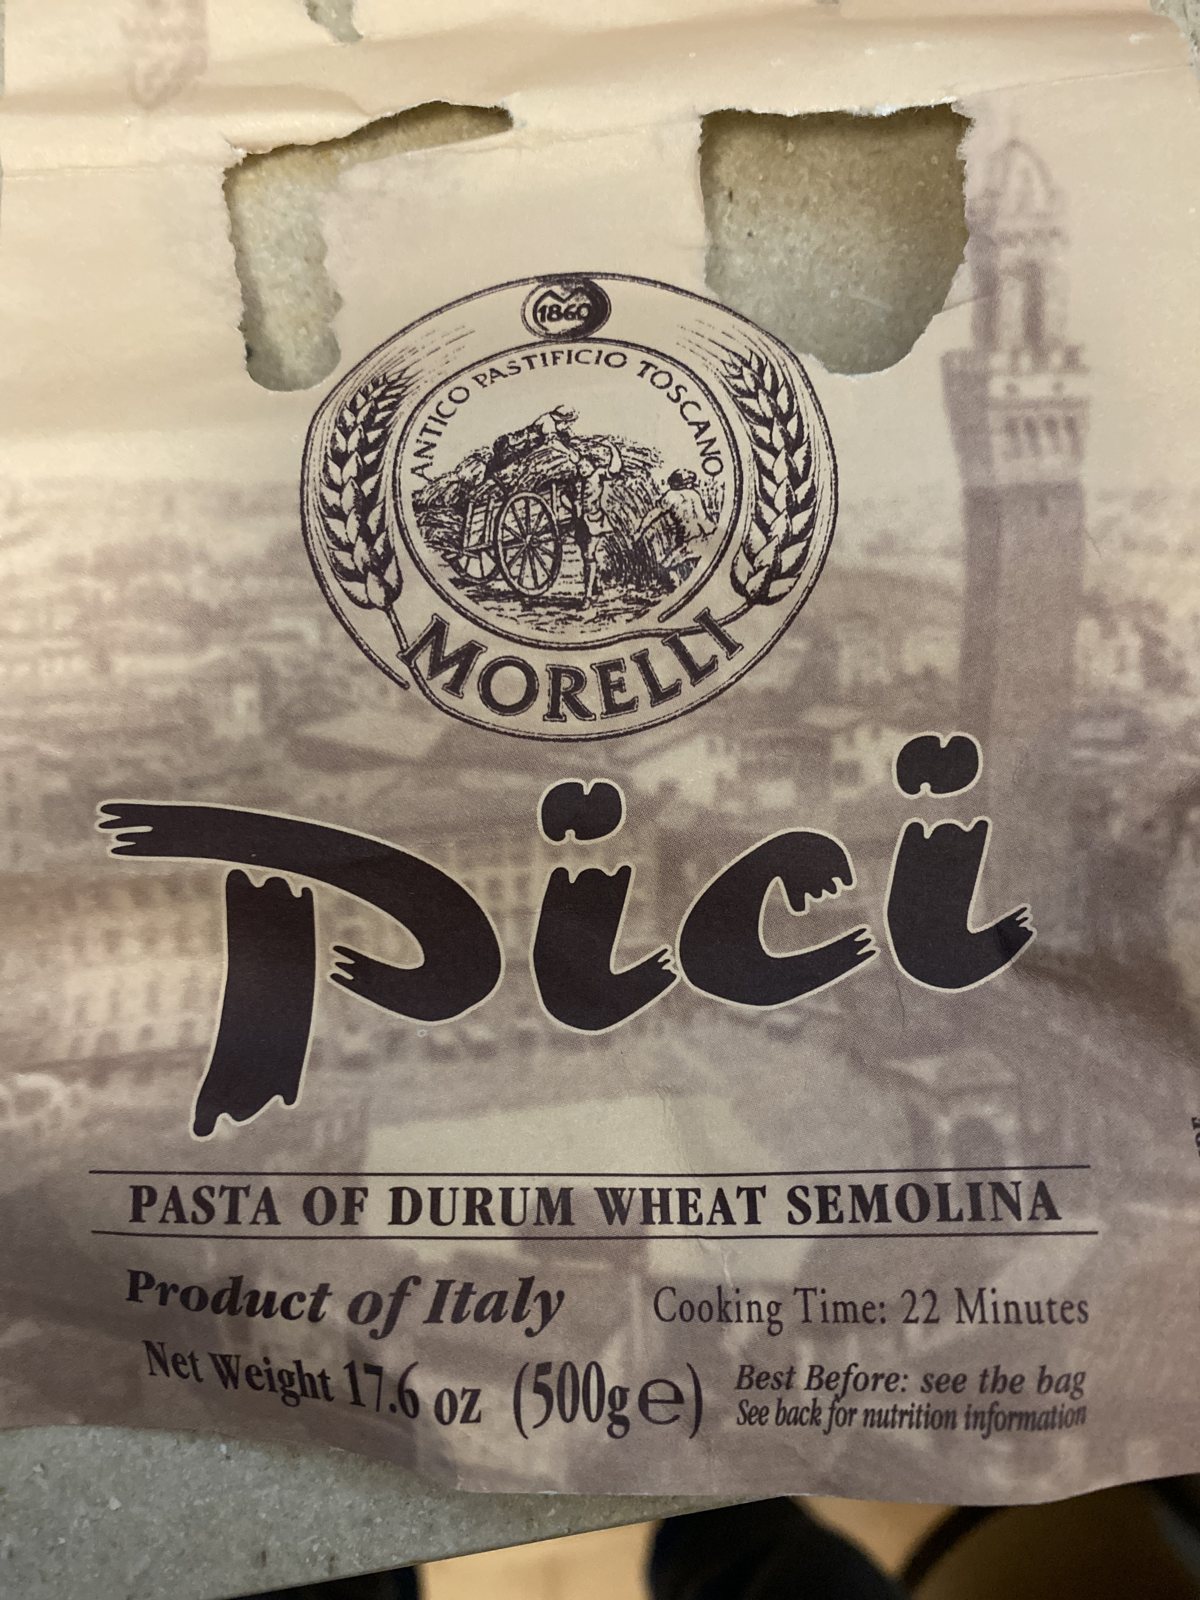 1860
ANTICO PASTIFICIO TOSCANO
MORELLI
Pici
PASTA OF DURUM WHEAT SEMOLINA
Product of Italy
Cooking Time: 22 Minutes
Net Weight 17.6 oz (500g℮)
Best Before: see the bag
See back for nutrition information